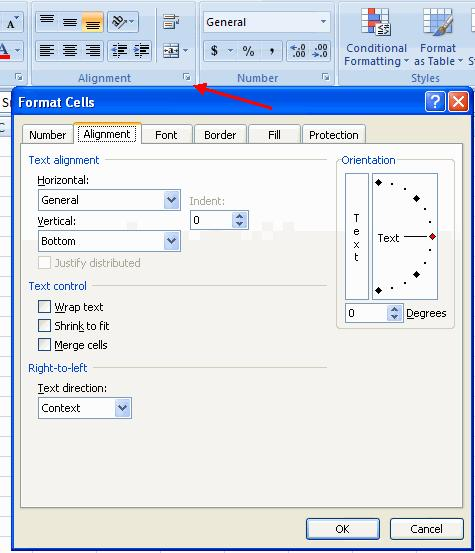 A
General
A
$ % , .00 .0
Conditional Format
Formatting as Table
Alignment Number Styles
C
Format Cells
Number Alignment Font Border Fill Protection
Text alignment
Horizontal:
General
Indent:
0
Vertical:
Bottom
Justify distributed
Text control
Wrap text
Shrink to fit
Merge cells
Right-to-left
Text direction:
Context
Orientation
Text
Text
0 Degrees
OK Cancel